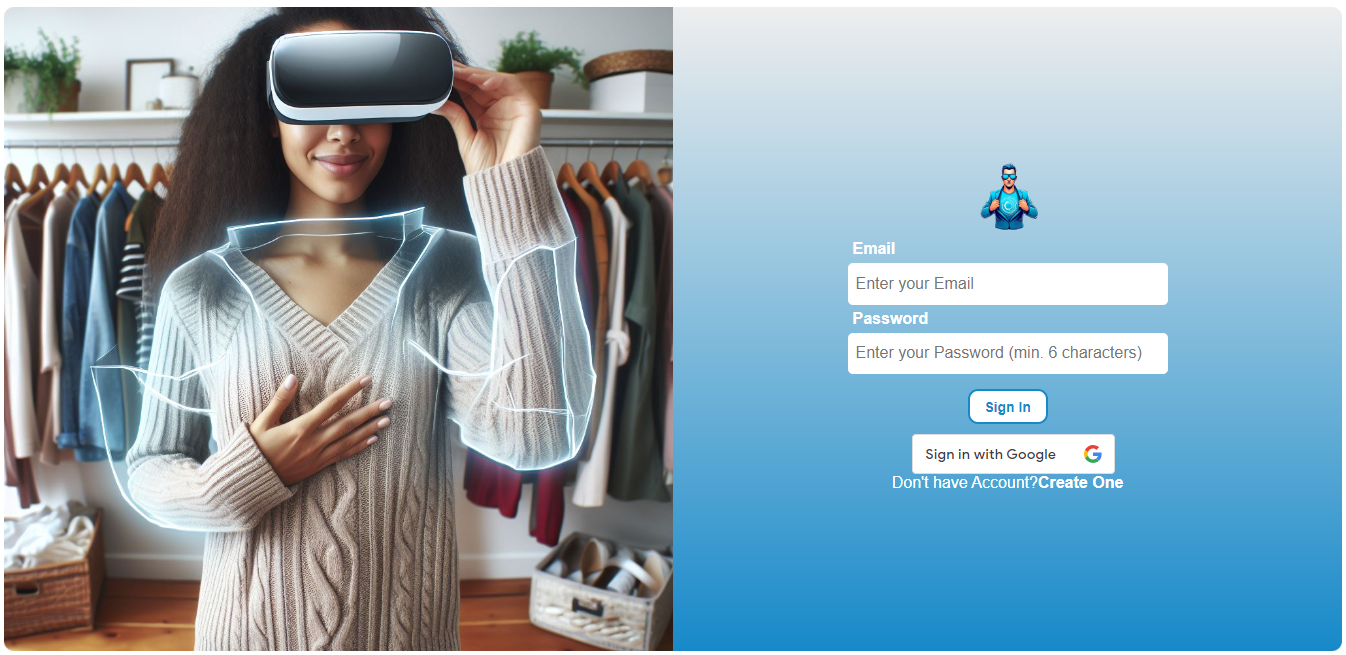 Email
Enter your Email
Password
Enter your Password (min. 6 characters)
Sign In
Sign in with Google
Don't have Account?Create One